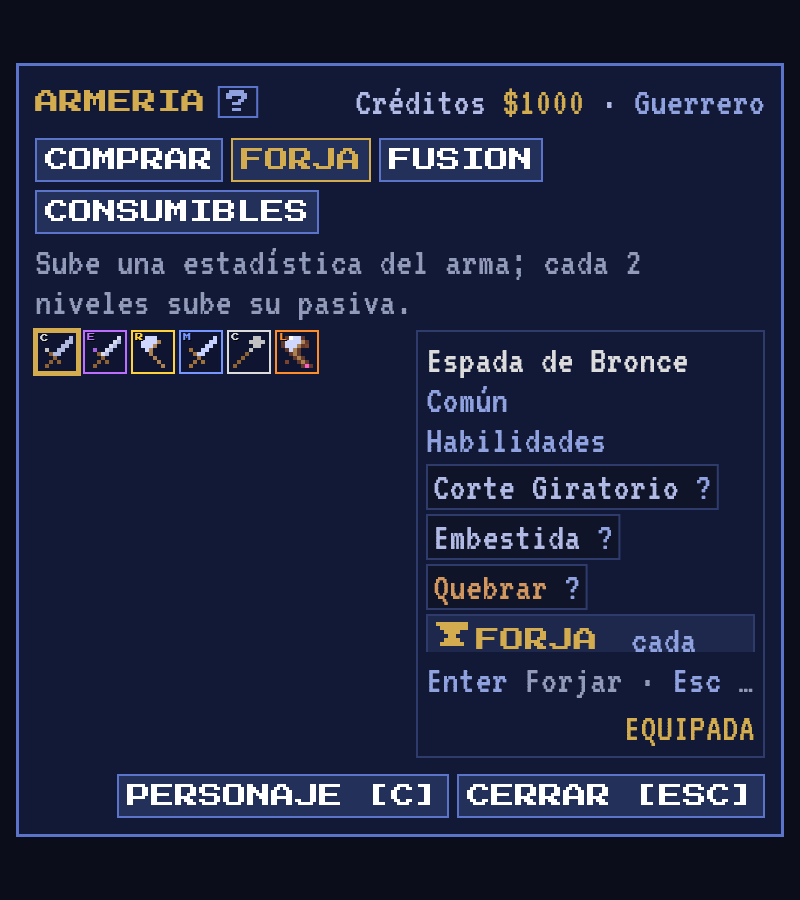 ARMERIA ? Créditos $1000 · Guerrero
COMPRAR FORJA FUSION
CONSUMIBLES
Sube una estadística del arma; cada 2
niveles sube su pasiva.
C E R M C L
Espada de Bronce
Común
Habilidades
Corte Giratorio ?
Embestida ?
Quebrar ?
FORJA cada
Enter Forjar · Esc …
EQUIPADA
PERSONAJE [C] CERRAR [ESC]